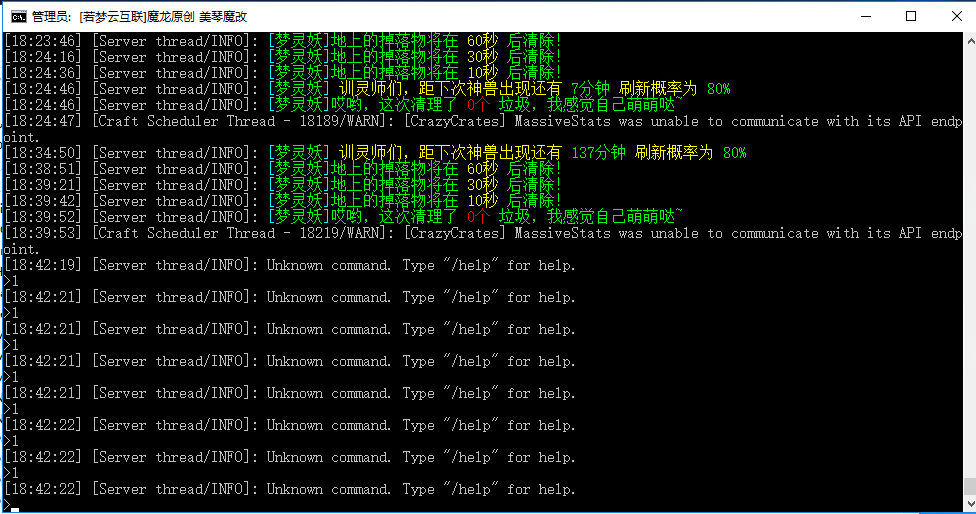 管理员: [若梦云互联]魔龙原创 美琴魔改
[18:23:46] [Server thread/INFO]: [梦灵妖]地上的掉落物将在 60秒 后清除!
[18:24:16] [Server thread/INFO]: [梦灵妖]地上的掉落物将在 30秒 后清除!
[18:24:36] [Server thread/INFO]: [梦灵妖]地上的掉落物将在 10秒 后清除!
[18:24:46] [Server thread/INFO]: [梦灵妖] 训灵师们, 距下次神兽出现还有 7分钟 刷新概率为 80%
[18:24:46] [Server thread/INFO]: [梦灵妖]哎哟, 这次清理了 0个 垃圾, 我感觉自己萌萌哒~
[18:24:47] [Craft Scheduler Thread - 18189/WARN]: [CrazyCrates] MassiveStats was unable to communicate with its API endp
oint.
[18:34:50] [Server thread/INFO]: [梦灵妖] 训灵师们, 距下次神兽出现还有 137分钟 刷新概率为 80%
[18:38:51] [Server thread/INFO]: [梦灵妖]地上的掉落物将在 60秒 后清除!
[18:39:21] [Server thread/INFO]: [梦灵妖]地上的掉落物将在 30秒 后清除!
[18:39:42] [Server thread/INFO]: [梦灵妖]地上的掉落物将在 10秒 后清除!
[18:39:52] [Server thread/INFO]: [梦灵妖]哎哟, 这次清理了 0个 垃圾, 我感觉自己萌萌哒~
[18:39:53] [Craft Scheduler Thread - 18219/WARN]: [CrazyCrates] MassiveStats was unable to communicate with its API endp
oint.
[18:42:19] [Server thread/INFO]: Unknown command. Type "/help" for help.
>1
[18:42:21] [Server thread/INFO]: Unknown command. Type "/help" for help.
>1
[18:42:21] [Server thread/INFO]: Unknown command. Type "/help" for help.
>1
[18:42:21] [Server thread/INFO]: Unknown command. Type "/help" for help.
>1
[18:42:21] [Server thread/INFO]: Unknown command. Type "/help" for help.
>1
[18:42:22] [Server thread/INFO]: Unknown command. Type "/help" for help.
>1
[18:42:22] [Server thread/INFO]: Unknown command. Type "/help" for help.
>1
[18:42:22] [Server thread/INFO]: Unknown command. Type "/help" for help.
>